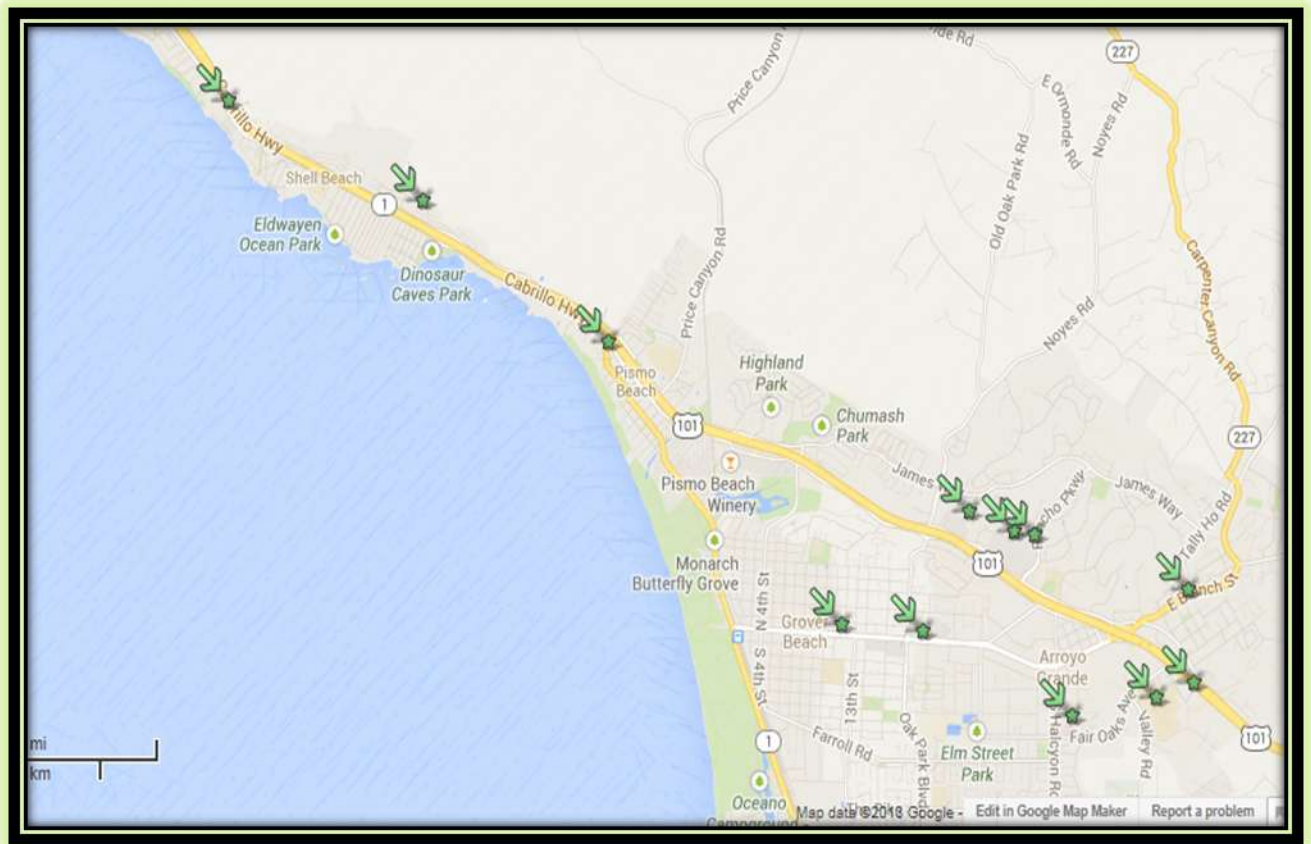 227
Price Canyon
E Ormonde Rd
Noyes Rd
Old Oak Park Rd
Cabrillo Hwy
Shell Beach
1
Eldwayen
Ocean Park
Dinosaur
Caves Park
Cabrillo Hwy
Price Canyon Rd
Carpenter Canyon Rd
Noyes Rd
Pismo
Beach
Highland
Park
101
Chumash
Park
227
James
Pismo Beach
Winery
James Way
Tally Ho Rd
101
Monarch
Butterfly Grove
N 4th St
E Branch St
Grover
Beach
S 4th St
Arroyo
Grande
13th St
Oak Park Blvd
Halcyon Rd
Fair Oaks Ave
Valley Rd
1
Farroll Rd
Elm Street
Park
101
mi
km
Oceano
Campground
Map data ©2013 Google -
Edit in Google Map Maker
Report a problem